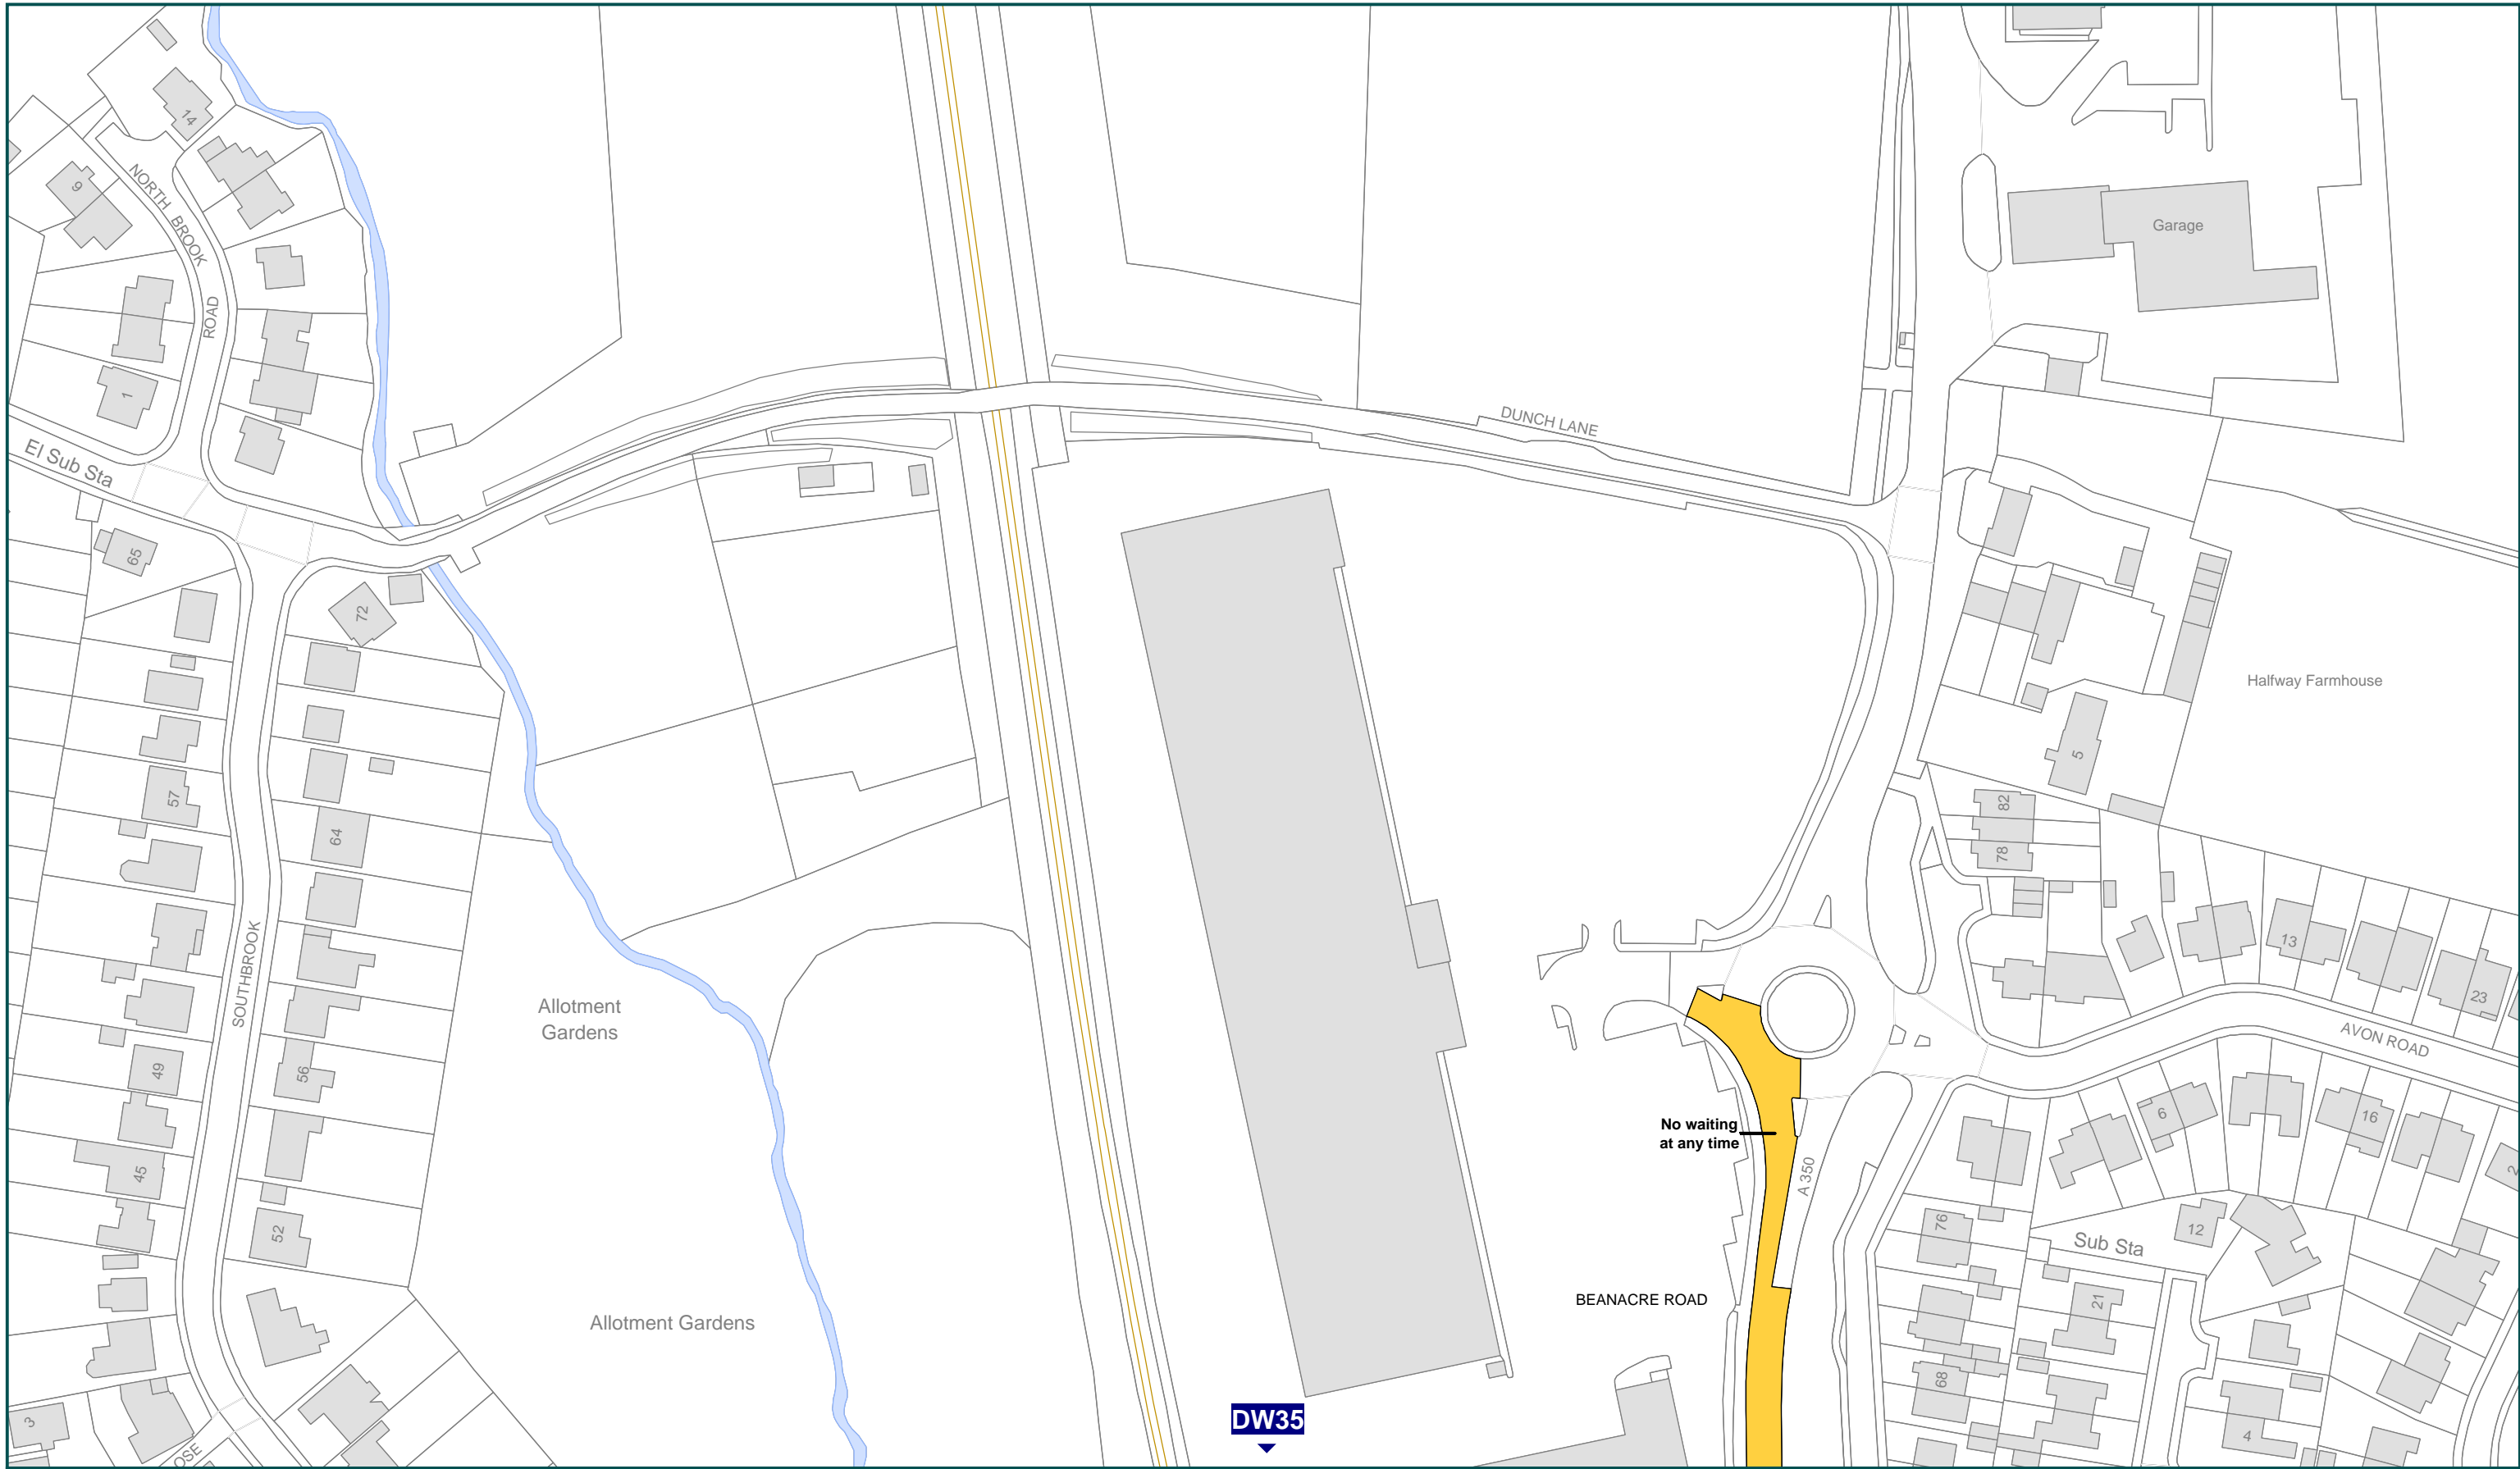 14
9
NORTH BROOK
ROAD
1
El Sub Sta
65
72
57
64
SOUTHBROOK
49
56
45
52
3
OSE
Allotment
Gardens
Allotment Gardens
DUNCH LANE
Garage
Halfway Farmhouse
5
82
78
13
23
AVON ROAD
6
16
2
12
76
Sub Sta
21
68
4
No waiting
at any time
A 350
BEANACRE ROAD
DW35